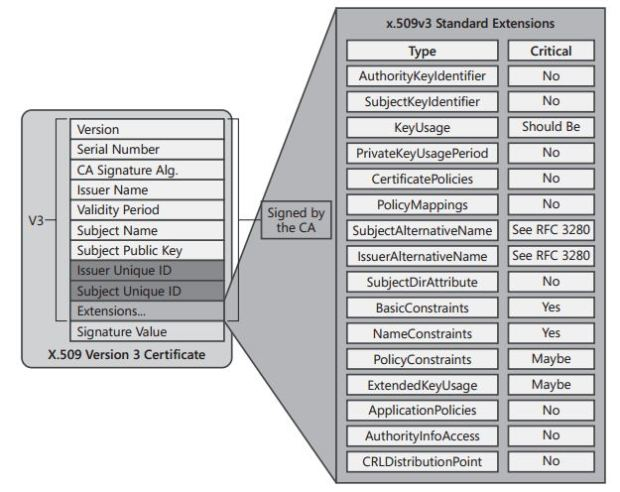 x.509v3 Standard Extensions
Type Critical
AuthorityKeyIdentifier No
SubjectKeyIdentifier No
KeyUsage Should Be
PrivateKeyUsagePeriod No
CertificatePolicies No
PolicyMappings No
SubjectAlternativeName See RFC 3280
IssuerAlternativeName See RFC 3280
SubjectDirAttribute No
BasicConstraints Yes
NameConstraints Yes
PolicyConstraints Maybe
ExtendedKeyUsage Maybe
ApplicationPolicies No
AuthorityInfoAccess No
CRLDistributionPoint No
Signed by
the CA
V3
Version
Serial Number
CA Signature Alg.
Issuer Name
Validity Period
Subject Name
Subject Public Key
Issuer Unique ID
Subject Unique ID
Extensions...
Signature Value
X.509 Version 3 Certificate